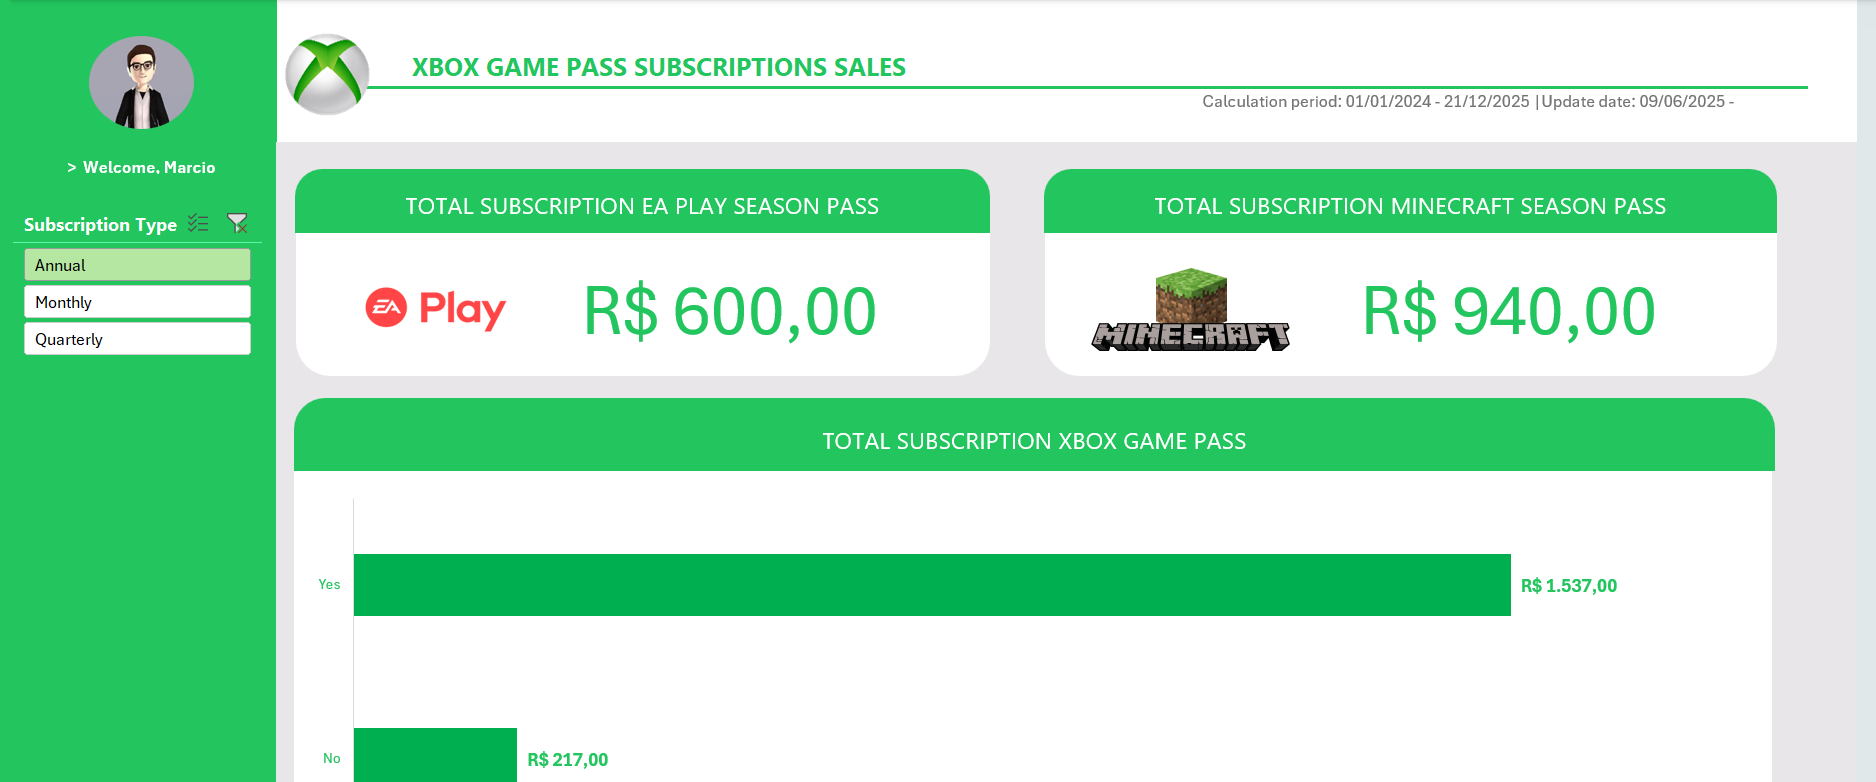 XBOX GAME PASS SUBSCRIPTIONS SALES
Calculation period: 01/01/2024 - 21/12/2025 |Update date: 09/06/2025 -
> Welcome, Marcio
Subscription Type
Annual
Monthly
Quarterly
TOTAL SUBSCRIPTION EA PLAY SEASON PASS
EA Play
R$ 600,00
TOTAL SUBSCRIPTION MINECRAFT SEASON PASS
MINECRAFT
R$ 940,00
TOTAL SUBSCRIPTION XBOX GAME PASS
Yes
R$ 1.537,00
No
R$ 217,00